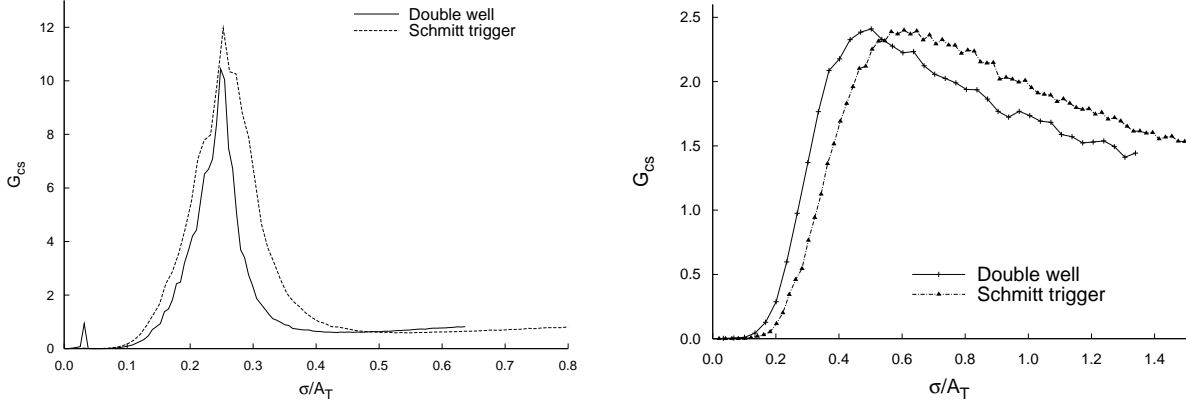 12
10
8
6
4
2
0
G_cs
Double well
Schmitt trigger
0.0 0.1 0.2 0.3 0.4 0.5 0.6 0.7 0.8
σ/A_T
2.5
2.0
1.5
1.0
0.5
0.0
G_cs
Double well
Schmitt trigger
0.0 0.2 0.4 0.6 0.8 1.0 1.2 1.4
σ/A_T